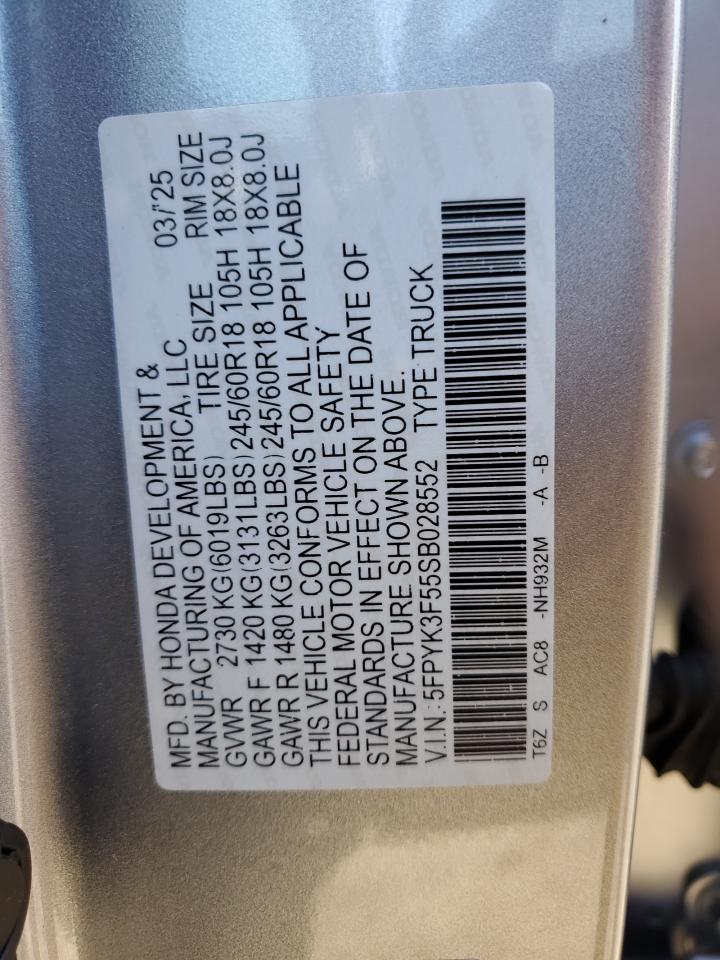 MFD. BY HONDA DEVELOPMENT & 03/'25
MANUFACTURING OF AMERICA, LLC
GVWR 2730 KG(6019LBS) TIRE SIZE RIM SIZE
GAWR F 1420 KG(3131LBS)245/60R18 105H 18X8.0J
GAWR R 1480 KG(3263LBS)245/60R18 105H 18X8.0J
THIS VEHICLE CONFORMS TO ALL APPLICABLE
FEDERAL MOTOR VEHICLE SAFETY
STANDARDS IN EFFECT ON THE DATE OF
MANUFACTURE SHOWN ABOVE.
V.I.N.: 5FPYK3F55SB028552 TYPE TRUCK
T6Z S AC8 -NH932M -A -B